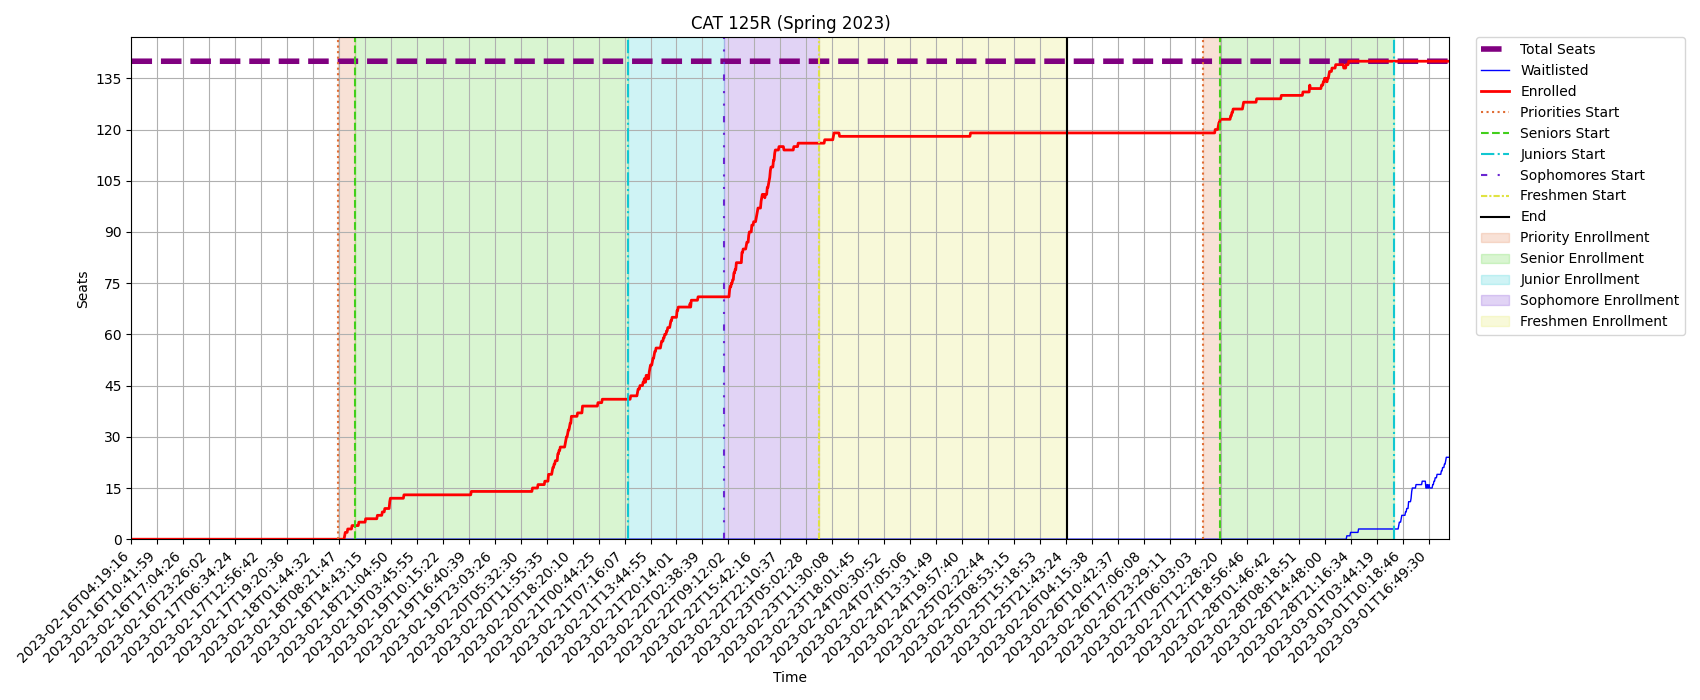 CAT 125R (Spring 2023)
Total Seats
Waitlisted
Enrolled
Priorities Start
Seniors Start
Juniors Start
Sophomores Start
Freshmen Start
End
Priority Enrollment
Senior Enrollment
Junior Enrollment
Sophomore Enrollment
Freshmen Enrollment
Seats
135
120
105
90
75
60
45
30
15
0
2023-02-16T04:19:16
2023-02-16T10:41:59
2023-02-16T17:04:26
2023-02-16T23:26:02
2023-02-17T06:34:24
2023-02-17T12:56:42
2023-02-17T19:20:36
2023-02-18T01:44:32
2023-02-18T08:21:47
2023-02-18T14:43:15
2023-02-18T21:04:50
2023-02-19T03:45:55
2023-02-19T10:15:22
2023-02-19T16:40:39
2023-02-19T23:03:26
2023-02-20T05:32:30
2023-02-20T11:55:35
2023-02-20T18:20:16
2023-02-21T00:44:25
2023-02-21T07:16:07
2023-02-21T13:44:55
2023-02-21T20:14:01
2023-02-22T02:38:39
2023-02-22T09:12:02
2023-02-22T15:42:16
2023-02-22T22:10:37
2023-02-23T05:02:28
2023-02-23T11:30:08
2023-02-23T18:01:45
2023-02-24T00:30:52
2023-02-24T07:05:06
2023-02-24T13:31:49
2023-02-24T19:57:40
2023-02-25T02:22:44
2023-02-25T08:53:15
2023-02-25T15:18:53
2023-02-25T21:43:24
2023-02-26T04:15:38
2023-02-26T10:42:37
2023-02-26T17:06:08
2023-02-26T23:29:11
2023-02-27T06:03:03
2023-02-27T12:28:20
2023-02-27T18:56:46
2023-02-28T01:46:42
2023-02-28T08:18:51
2023-02-28T14:48:00
2023-02-28T21:16:34
2023-03-01T03:44:19
2023-03-01T10:18:46
2023-03-01T16:49:30
Time